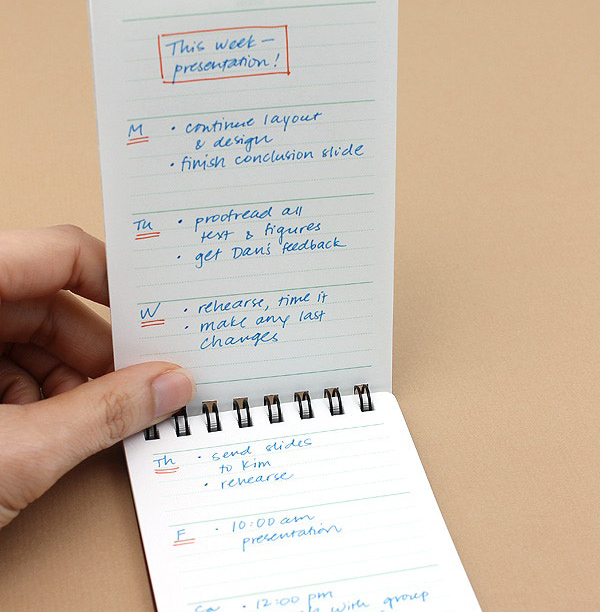 This week –
presentation!
M • continue layout
& design
• finish conclusion slide
Tu • proofread all
text & figures
• get Dan's feedback
W • rehearse, time it
• make any last
changes
Th • send slides
to Kim
• rehearse
F • 10:00 am
presentation
Sa • 12:00 pm
with group